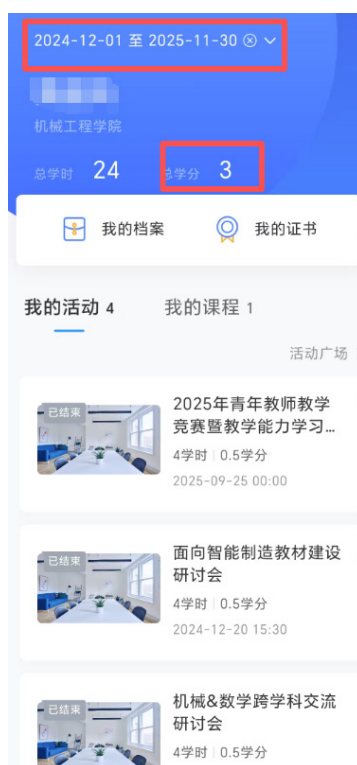 2024-12-01 至 2025-11-30
机械工程学院
总学时 24 总学分 3
我的档案 我的证书
我的活动 4 我的课程 1
活动广场
已结束
2025年青年教师教学
竞赛暨教学能力学习...
4学时 0.5学分
2025-09-25 00:00
已结束
面向智能制造教材建设
研讨会
4学时 0.5学分
2024-12-20 15:30
已结束
机械&数学跨学科交流
研讨会
4学时 0.5学分